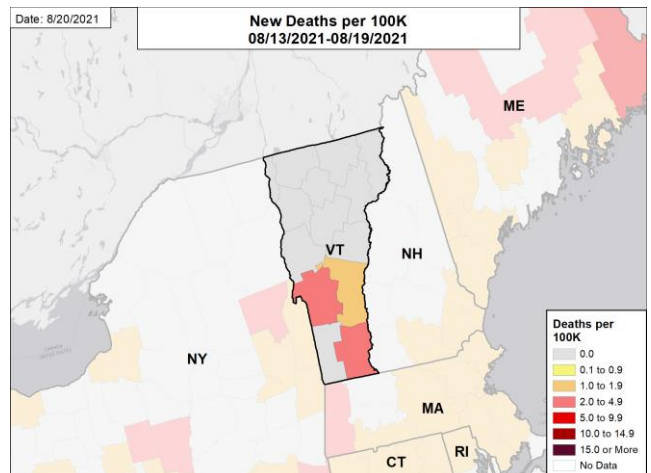 Date: 8/20/2021
New Deaths per 100K
08/13/2021-08/19/2021
ME
VT
NH
NY
MA
CT
RI
Deaths per
100K
0.0
0.1 to 0.9
1.0 to 1.9
2.0 to 4.9
5.0 to 9.9
10.0 to 14.9
15.0 or More
No Data